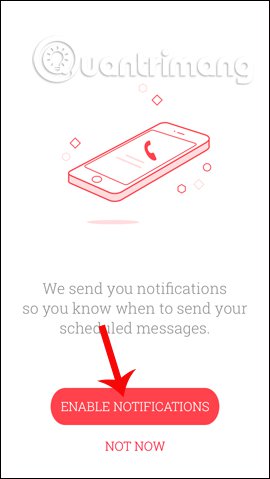 Quantrimang
We send you notifications
so you know when to send your
scheduled messages.
ENABLE NOTIFICATIONS
NOT NOW